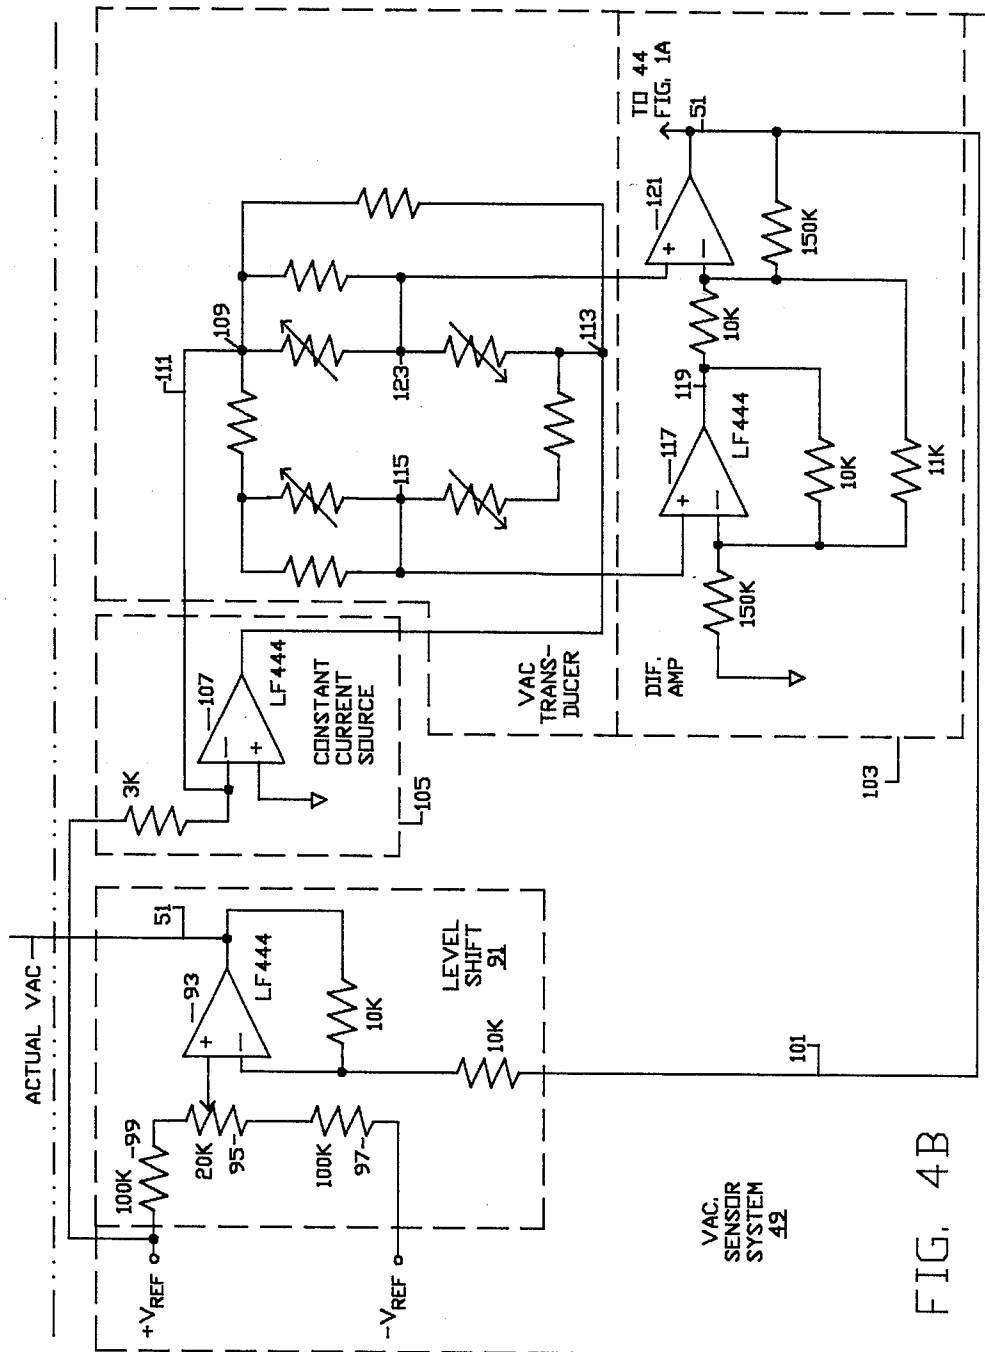 ACTUAL VAC
51
LEVEL
SHIFT
91
93
LF444
10K
10K
101
100K
99
20K
95
100K
97
+VREF
-VREF
VAC.
SENSOR
SYSTEM
49
3K
107
LF444
CONSTANT
CURRENT
SOURCE
105
111
109
123
115
113
VAC
TRANS-
DUCER
DIF.
AMP
103
117
119
LF444
10K
10K
11K
150K
121
150K
51
TO 44
FIG. 1A
+
-
+
-
+
-
+
-
FIG. 4B